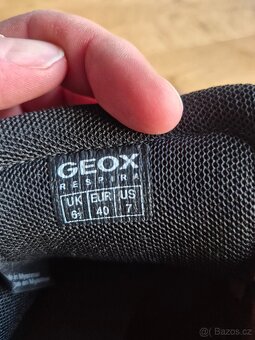 GEOX
RESPIRA
UK EUR US
6½ 40 7
© Bazos.cz